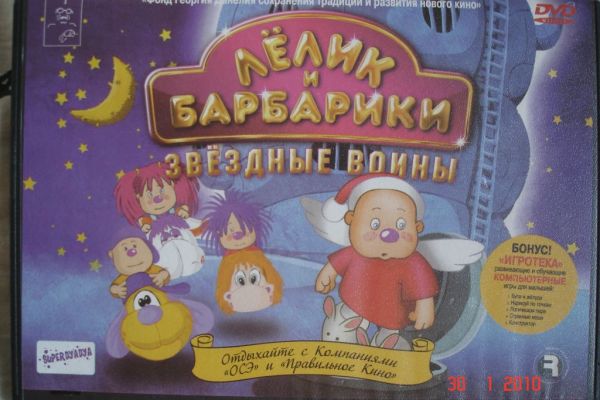 «Фонд Георгия Данелия сохранения традиций и развития нового кино»
DVD
ЛЁЛИК
И
БАРБАРИКИ
ЗВЁЗДНЫЕ ВОИНЫ
БОНУС!
«ИГРОТЕКА»
развивающие и обучающие
КОМПЬЮТЕРНЫЕ
игры для малышей:
Отдыхайте с Компаниями
«ОСЭ» и «Правильное Кино»
R
30 1 2010